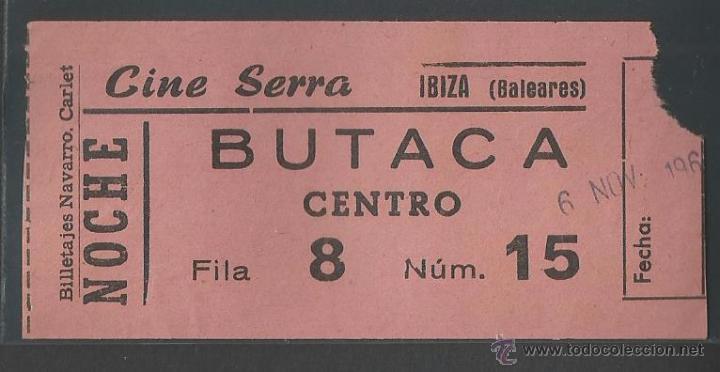 Billetajes Navarro. Carlet
NOCHE
Cine Serra
IBIZA (Baleares)
BUTACA
CENTRO
Fila 8 Núm. 15
6 NOV. 196
Fecha:
© www.todocoleccion.net